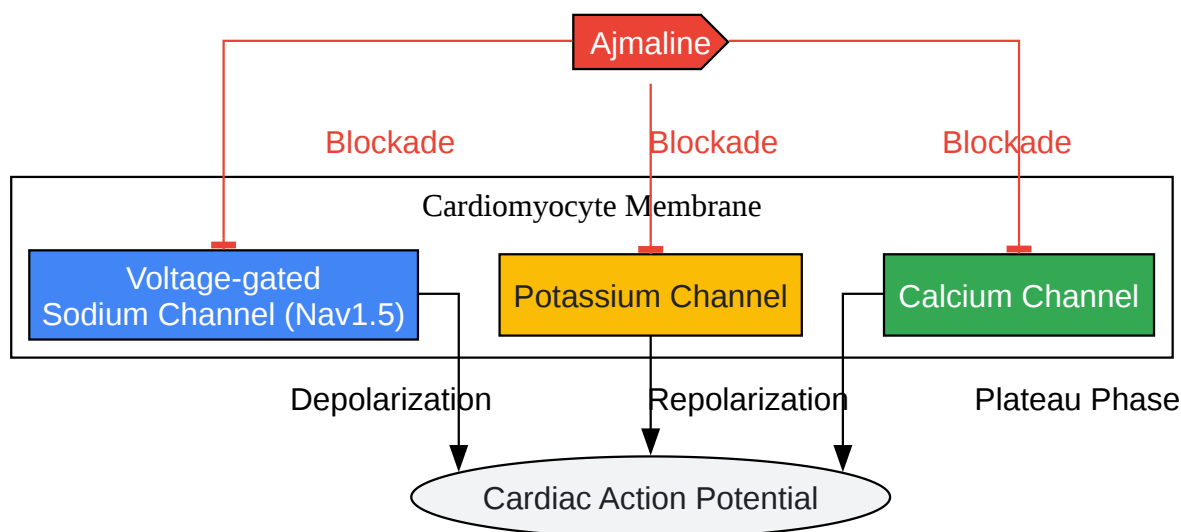 Ajmaline
Blockade
Blockade
Blockade
Cardiomyocyte Membrane
Voltage-gated
Sodium Channel (Nav1.5)
Potassium Channel
Calcium Channel
Depolarization
Repolarization
Plateau Phase
Cardiac Action Potential